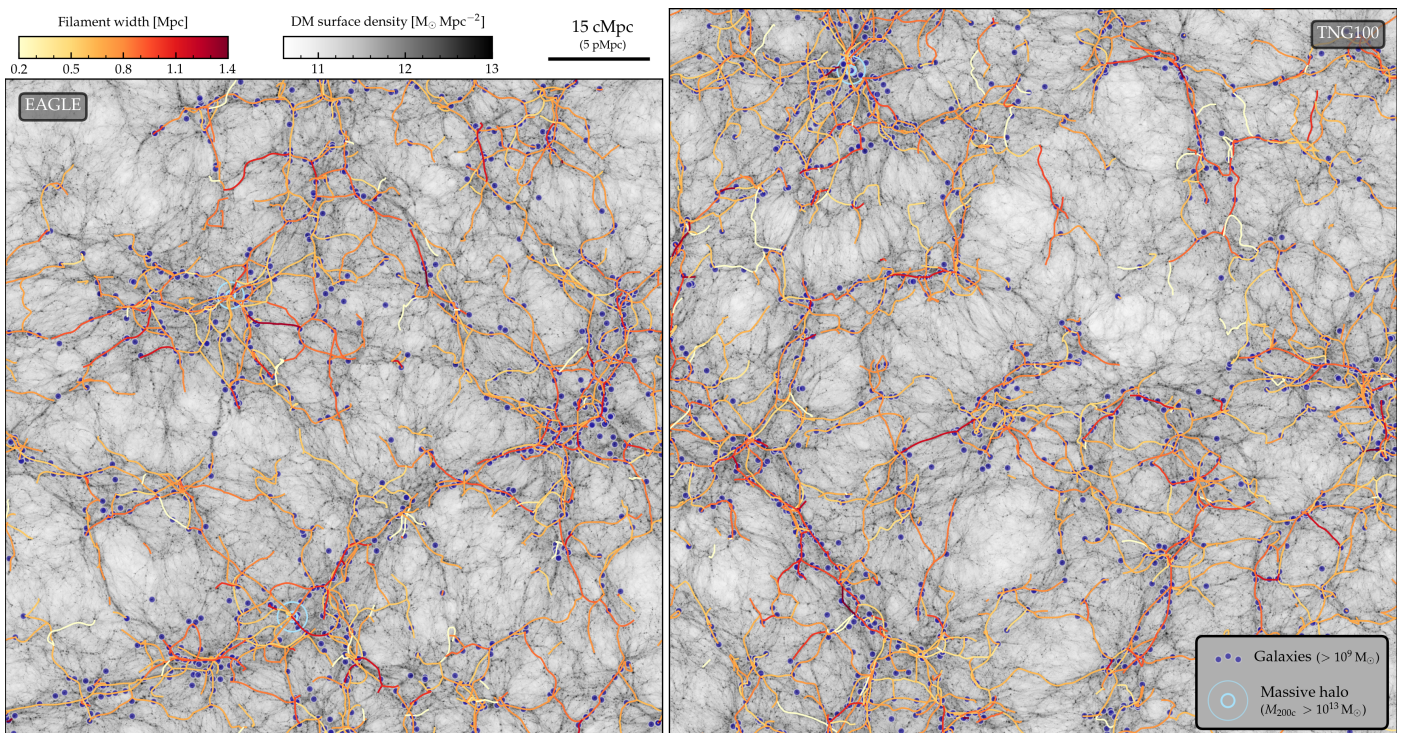 Filament width [Mpc]
0.2 0.5 0.8 1.1 1.4
DM surface density [M⊙ Mpc⁻²]
11 12 13
15 cMpc
(5 pMpc)
EAGLE
TNG100
Galaxies (> 10⁹ M⊙)
Massive halo
(M₂₀₀c > 10¹³ M⊙)